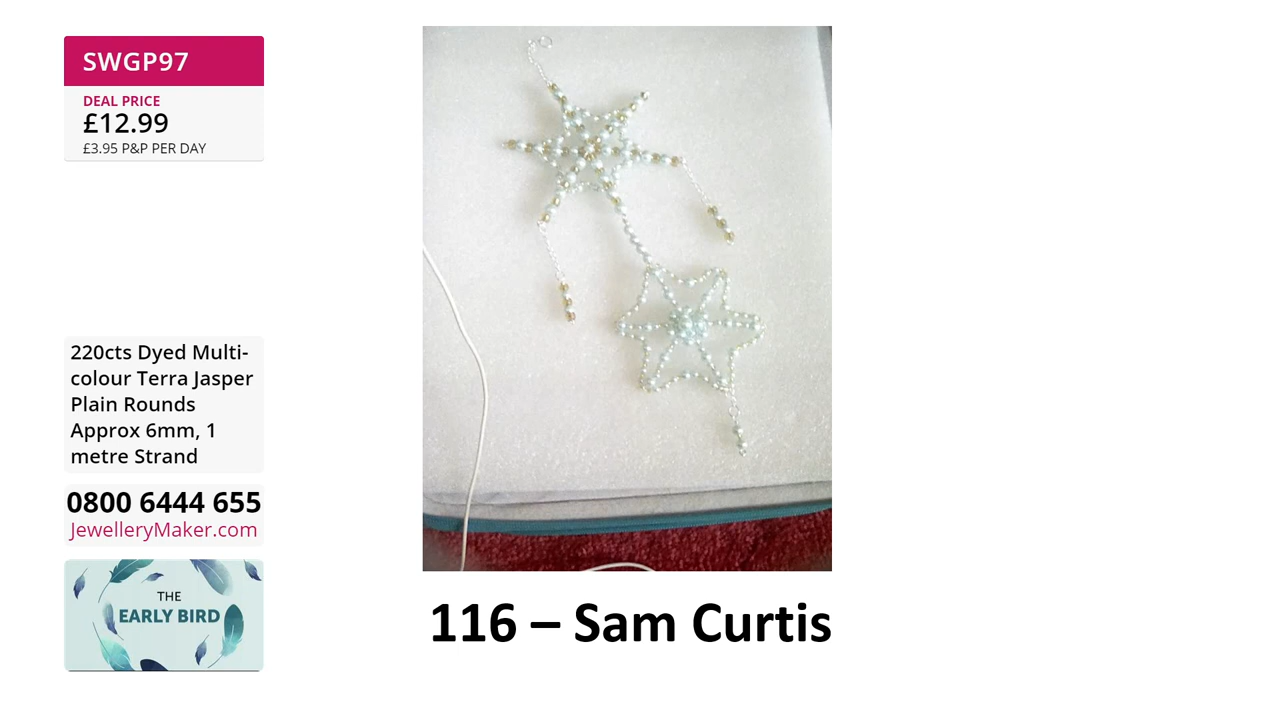 SWGP97
DEAL PRICE
£12.99
£3.95 P&P PER DAY
220cts Dyed Multi-
colour Terra Jasper
Plain Rounds
Approx 6mm, 1
metre Strand
0800 6444 655
JewelleryMaker.com
THE
EARLY BIRD
116 – Sam Curtis